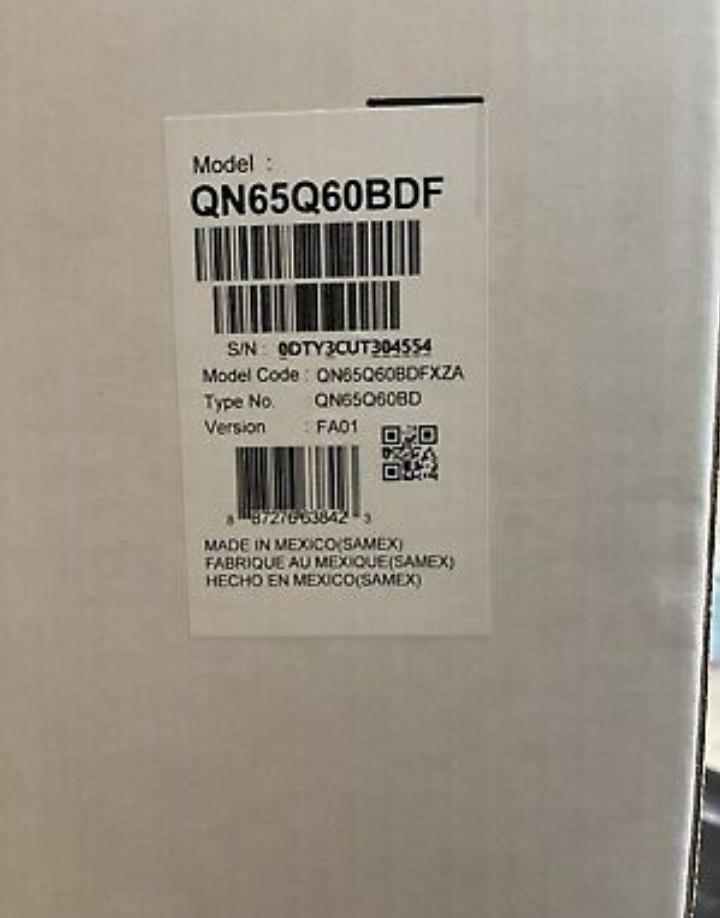 Model :
QN65Q60BDF
S/N : 0DTY3CUT304554
Model Code : QN65Q60BDFXZA
Type No. QN65Q60BD
Version : FA01
8 87276 63842 3
MADE IN MEXICO(SAMEX)
FABRIQUE AU MEXIQUE(SAMEX)
HECHO EN MEXICO(SAMEX)